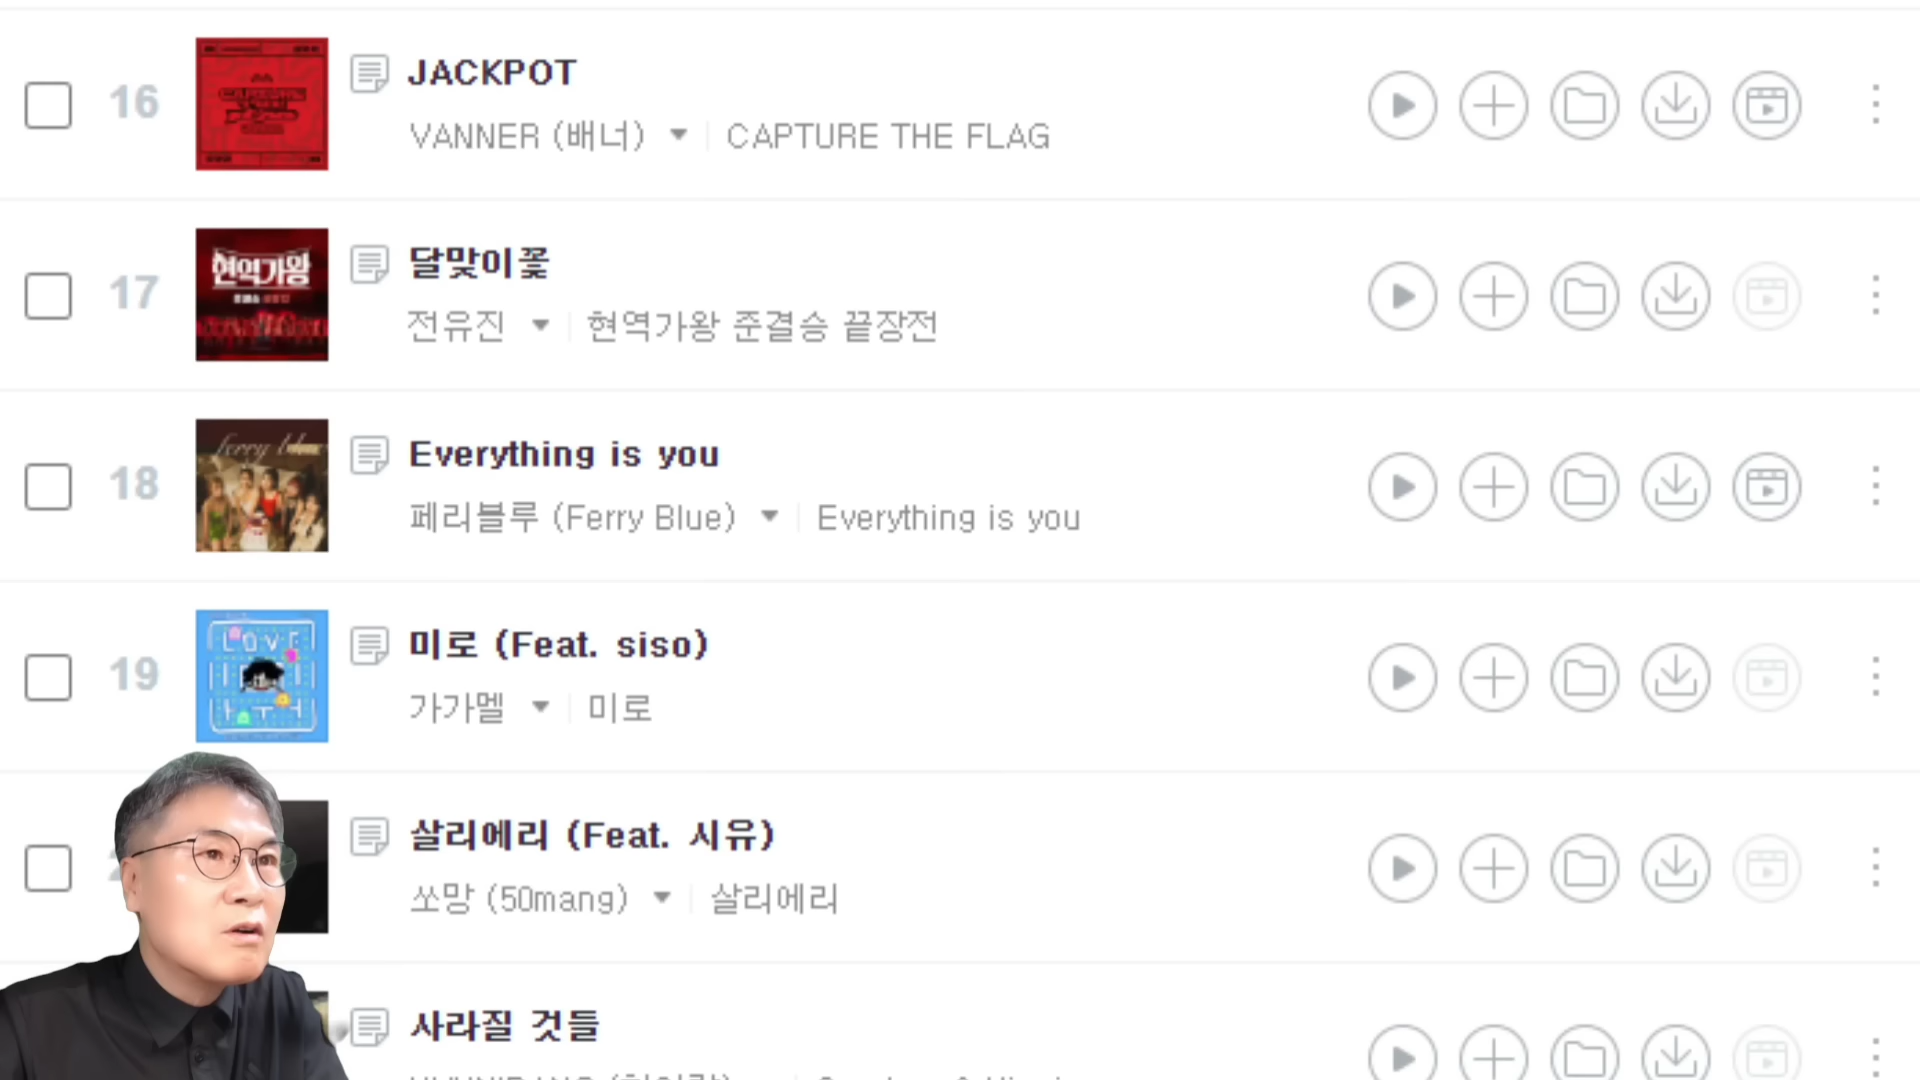 16
JACKPOT
VANNER (배너)
CAPTURE THE FLAG
17
현역가왕
달맞이꽃
전유진
현역가왕 준결승 끝장전
18
ferry blue
Everything is you
페리블루 (Ferry Blue)
Everything is you
19
LOVE
미로 (Feat. siso)
가가멜
미로
살리에리 (Feat. 시유)
쏘망 (50mang)
살리에리
사라질 것들